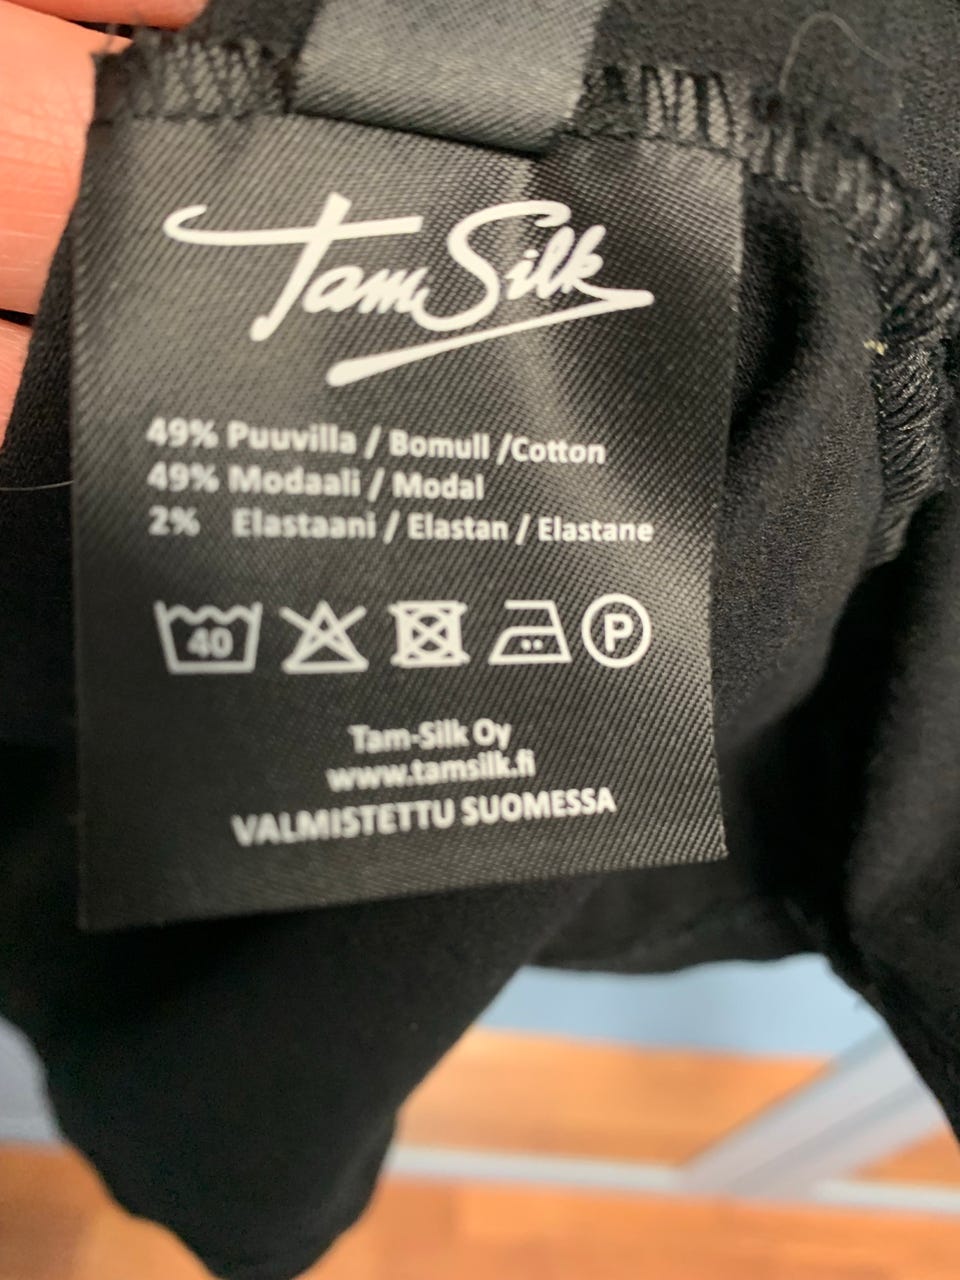 Tam Silk
49% Puuvilla / Bomull /Cotton
49% Modaali / Modal
2% Elastaani / Elastan / Elastane
40 P
Tam-Silk Oy
www.tamsilk.fi
VALMISTETTU SUOMESSA